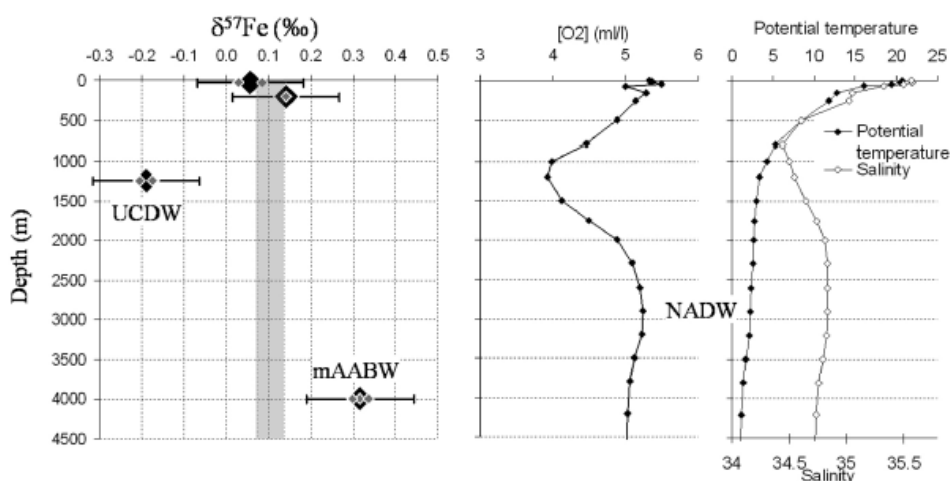 δ⁵⁷Fe (‰)
-0.3 -0.2 -0.1 0.0 0.1 0.2 0.3 0.4 0.5
0
500
1000
1500
2000
2500
3000
3500
4000
4500
Depth (m)
UCDW
mAABW
[O2] (ml/l)
3 4 5 6
NADW
Potential temperature
0 5 10 15 20 25
Potential
temperature
Salinity
34 34.5 35 35.5
Salinity